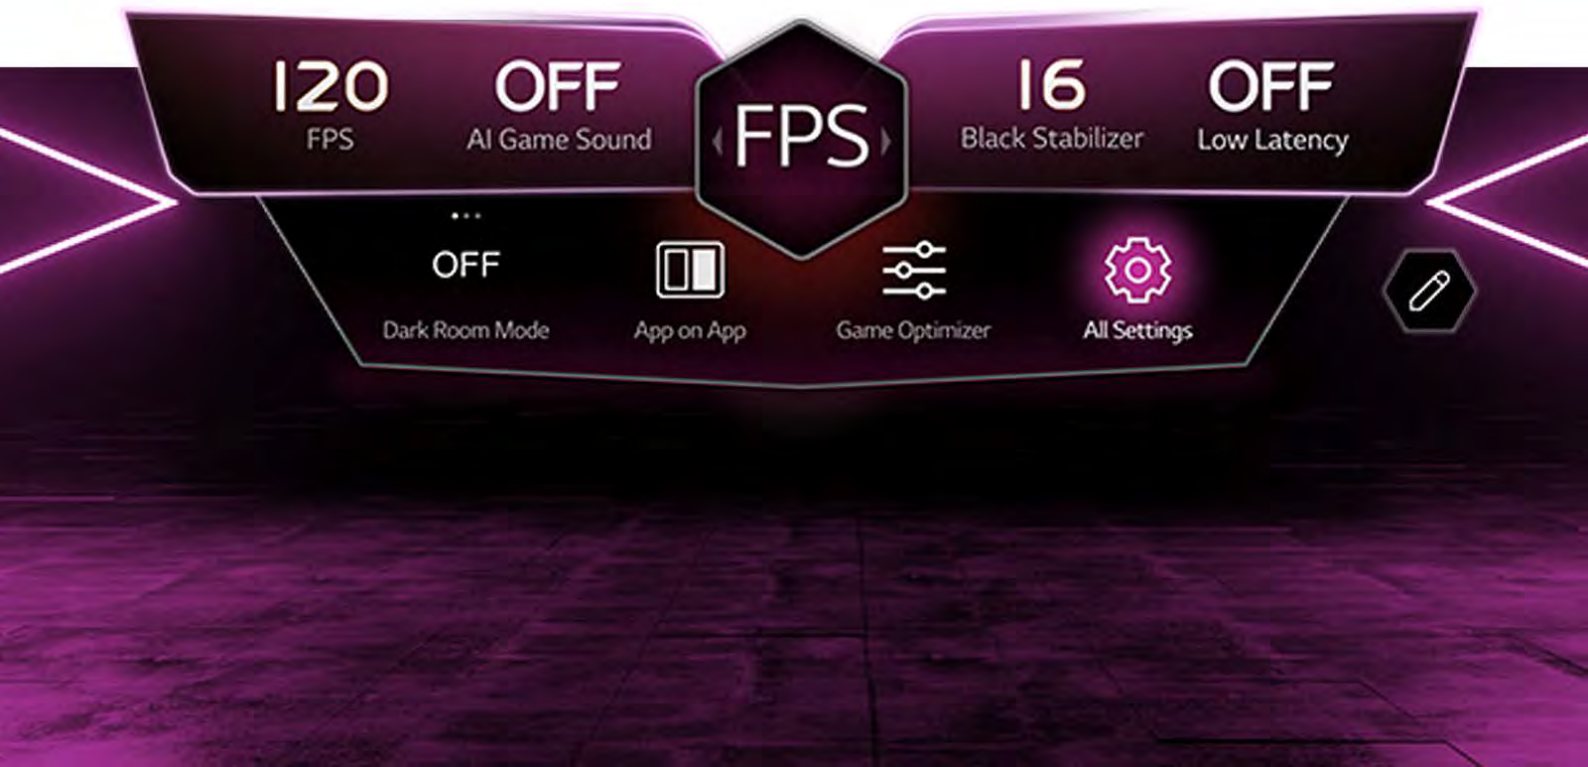 120 OFF FPS 16 OFF
FPS AI Game Sound Black Stabilizer Low Latency
OFF
Dark Room Mode App on App Game Optimizer All Settings